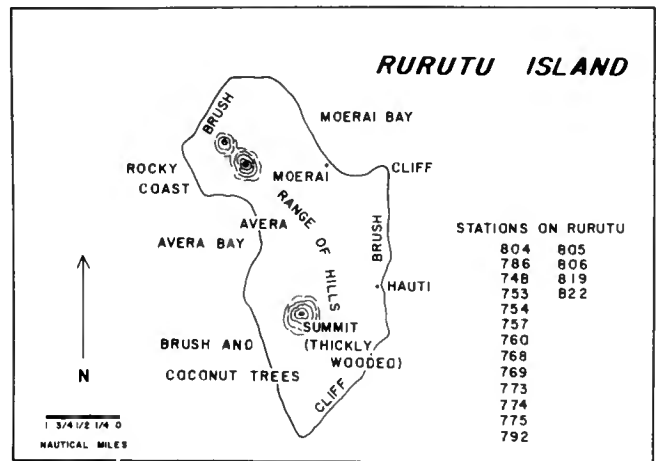 RURUTU ISLAND
BRUSH
MOERAI BAY
ROCKY
COAST
MOERAI
CLIFF
RANGE OF HILLS
AVERA
AVERA BAY
BRUSH
HAUTI
SUMMIT
(THICKLY
WOODED)
BRUSH AND
COCONUT TREES
CLIFF
N
1 3/4 1/2 1/4 0
NAUTICAL MILES
STATIONS ON RURUTU
804 805
786 806
748 819
753 822
754
757
760
768
769
773
774
775
792